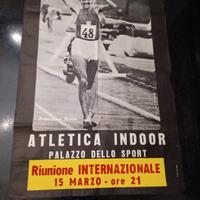 48
ATLETICA INDOOR
PALAZZO DELLO SPORT
Riunione INTERNAZIONALE
15 MARZO - ore 21